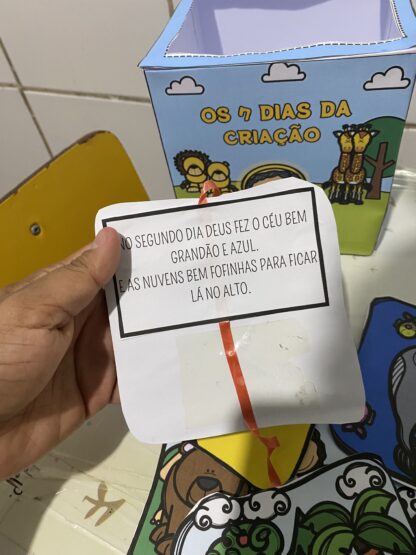 OS 7 DIAS DA
CRIAÇÃO
NO SEGUNDO DIA DEUS FEZ O CÉU BEM
GRANDÃO E AZUL.
E AS NUVENS BEM FOFINHAS PARA FICAR
LÁ NO ALTO.